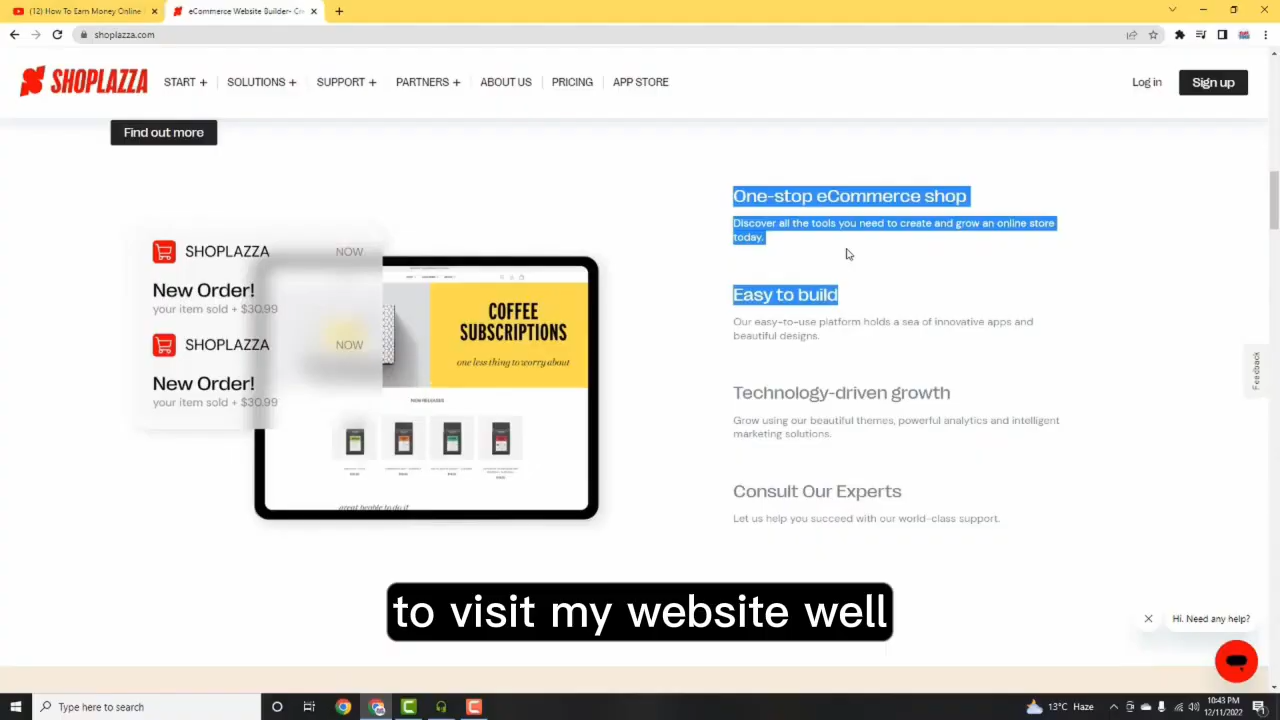 (12) How To Earn Money Online
eCommerce Website Builder- Cr
shoplazza.com
SHOPLAZZA
START +
SOLUTIONS +
SUPPORT +
PARTNERS +
ABOUT US
PRICING
APP STORE
Log in
Sign up
Find out more
One-stop eCommerce shop
Discover all the tools you need to create and grow an online store
today.
Easy to build
Our easy-to-use platform holds a sea of innovative apps and
beautiful designs.
Technology-driven growth
Grow using our beautiful themes, powerful analytics and intelligent
marketing solutions.
Consult Our Experts
Let us help you succeed with our world-class support.
SHOPLAZZA NOW
New Order!
your item sold + $30.99
SHOPLAZZA NOW
New Order!
your item sold + $30.99
COFFEE
SUBSCRIPTIONS
one less thing to worry about
NEW RELEASES
great people to do it
Feedback
to visit my website well
Hi. Need any help?
Type here to search
13°C Haze
10:43 PM
12/11/2022